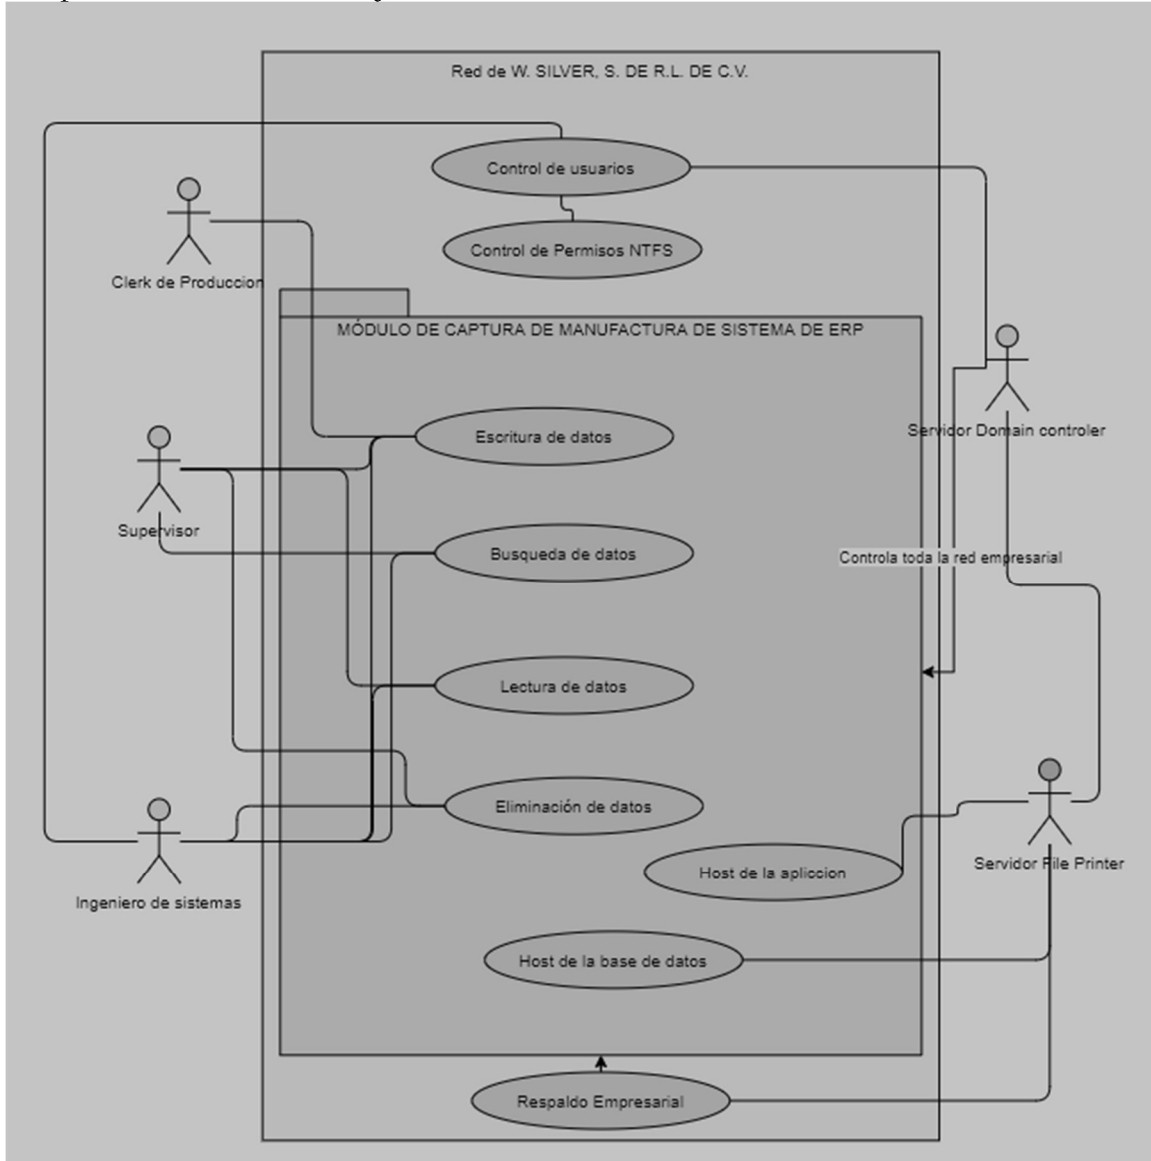 Red de W. SILVER, S. DE R.L. DE C.V.
Control de usuarios
Control de Permisos NTFS
Clerk de Produccion
MÓDULO DE CAPTURA DE MANUFACTURA DE SISTEMA DE ERP
Servidor Domain controler
Escritura de datos
Supervisor
Busqueda de datos
Controla toda la red empresarial
Lectura de datos
Eliminación de datos
Servidor File Printer
Host de la apliccion
Ingeniero de sistemas
Host de la base de datos
Respaldo Empresarial